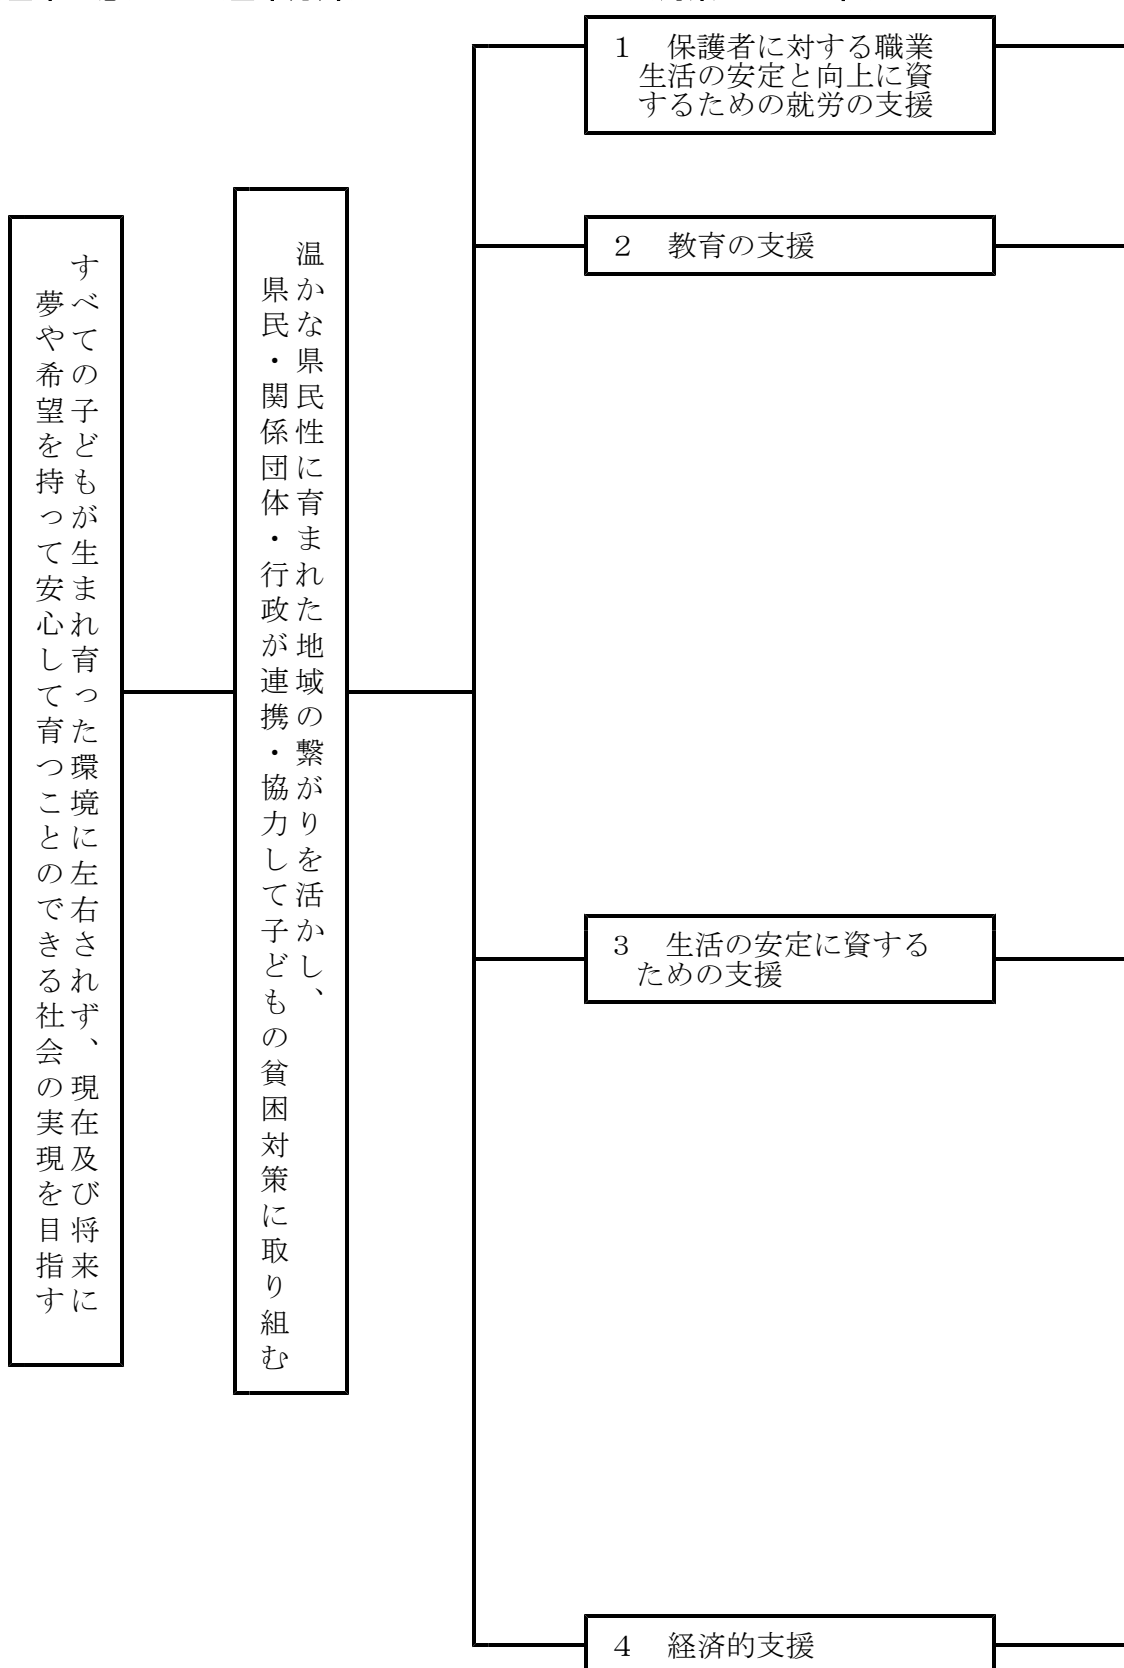 すべての子どもが生まれ育った環境に左右されず、現在及び将来に
夢や希望を持って安心して育つことのできる社会の実現を目指す
温かな県民性に育まれた地域の繋がりを活かし、
県民・関係団体・行政が連携・協力して子どもの貧困対策に取り組む
１　保護者に対する職業
生活の安定と向上に資
するための就労の支援
２　教育の支援
３　生活の安定に資する
ための支援
４　経済的支援